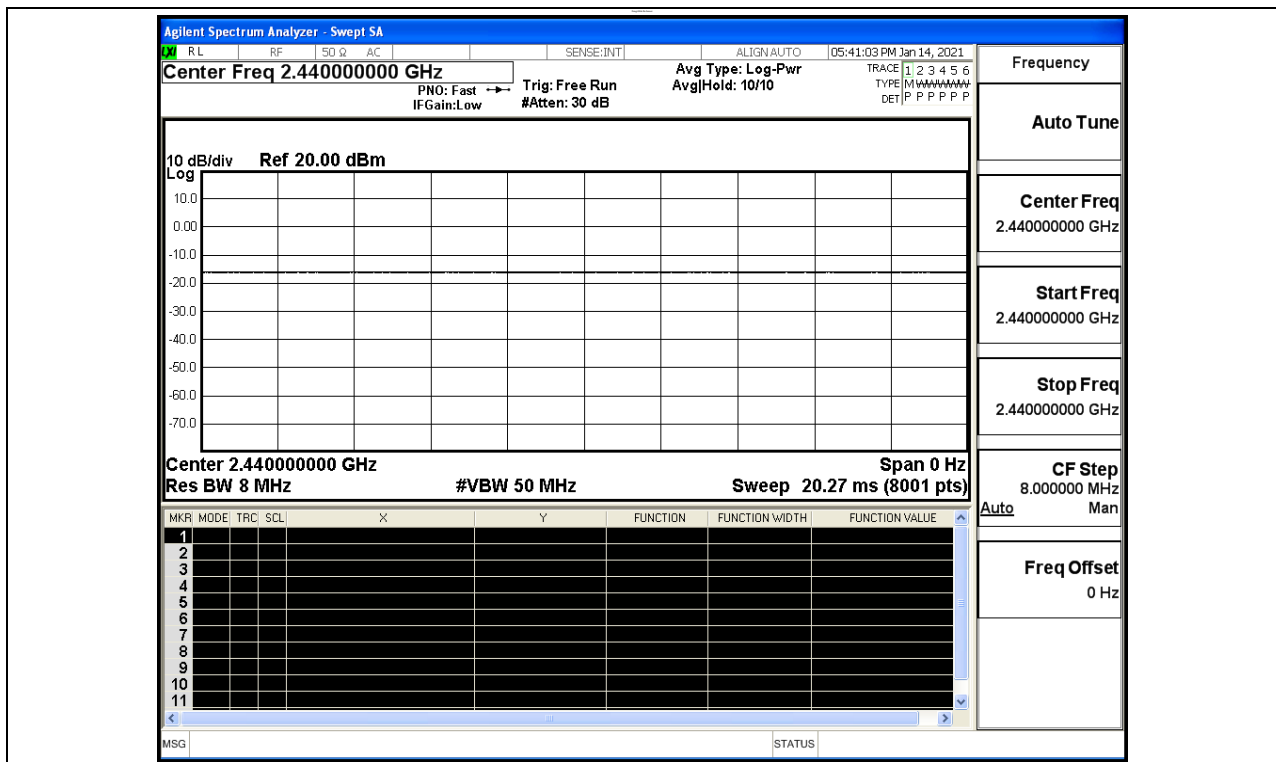 Agilent Spectrum Analyzer - Swept SA
LXI RL RF 50 Ω AC SENSE:INT ALIGN AUTO 05:41:03 PM Jan 14, 2021
Center Freq 2.440000000 GHz
PNO: Fast
IFGain:Low
Trig: Free Run
#Atten: 30 dB
Avg Type: Log-Pwr
Avg|Hold: 10/10
TRACE 1 2 3 4 5 6
TYPE M WWWWW
DET P P P P P P
10 dB/div Ref 20.00 dBm
Log
10.0
0.00
-10.0
-20.0
-30.0
-40.0
-50.0
-60.0
-70.0
Center 2.440000000 GHz Span 0 Hz
Res BW 8 MHz #VBW 50 MHz Sweep 20.27 ms (8001 pts)
MKR MODE TRC SCL X Y FUNCTION FUNCTION WIDTH FUNCTION VALUE
1
2
3
4
5
6
7
8
9
10
11
MSG STATUS
Frequency
Auto Tune
Center Freq
2.440000000 GHz
Start Freq
2.440000000 GHz
Stop Freq
2.440000000 GHz
CF Step
8.000000 MHz
Auto Man
Freq Offset
0 Hz